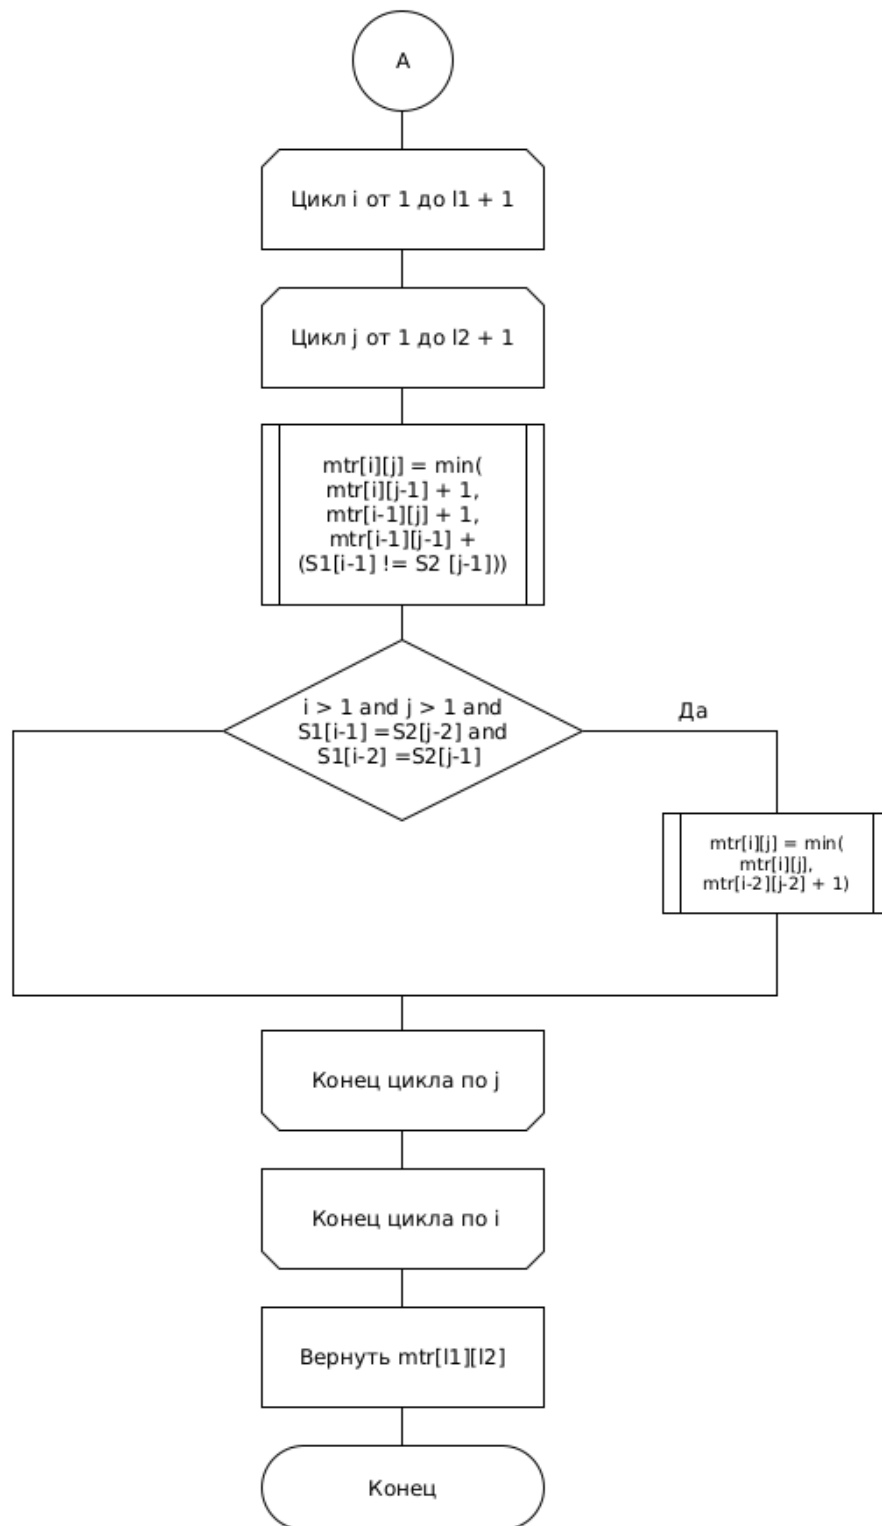 A
Цикл i от 1 до l1 + 1
Цикл j от 1 до l2 + 1
mtr[i][j] = min(
mtr[i][j-1] + 1,
mtr[i-1][j] + 1,
mtr[i-1][j-1] +
(S1[i-1] != S2 [j-1]))
i > 1 and j > 1 and
S1[i-1] =S2[j-2] and
S1[i-2] =S2[j-1]
Да
mtr[i][j] = min(
mtr[i][j],
mtr[i-2][j-2] + 1)
Конец цикла по j
Конец цикла по i
Вернуть mtr[l1][l2]
Конец